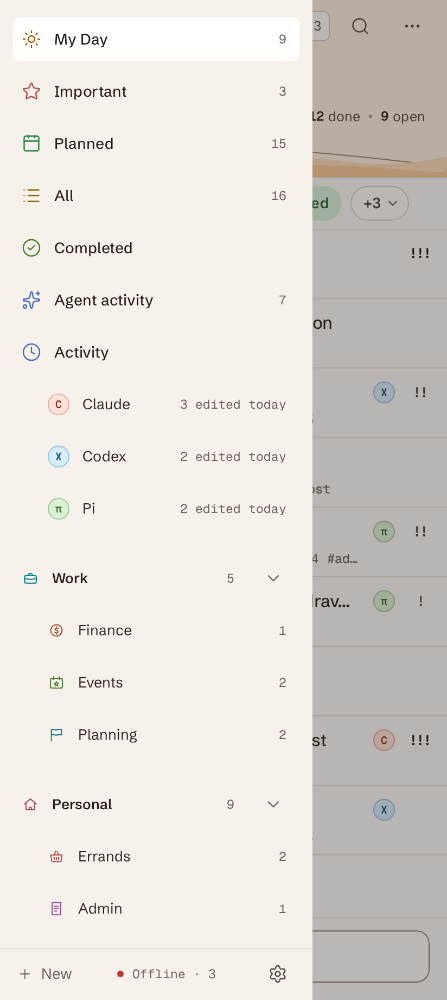 My Day 9
Important 3
Planned 15
All 16
Completed
Agent activity 7
Activity
C Claude 3 edited today
X Codex 2 edited today
π Pi 2 edited today
Work 5
Finance 1
Events 2
Planning 2
Personal 9
Errands 2
Admin 1
+ New
Offline · 3
3
12 done • 9 open
ed
+3
!!!
on
X !!
ost
π !!
4 #ad…
π !
st
C !!!
X